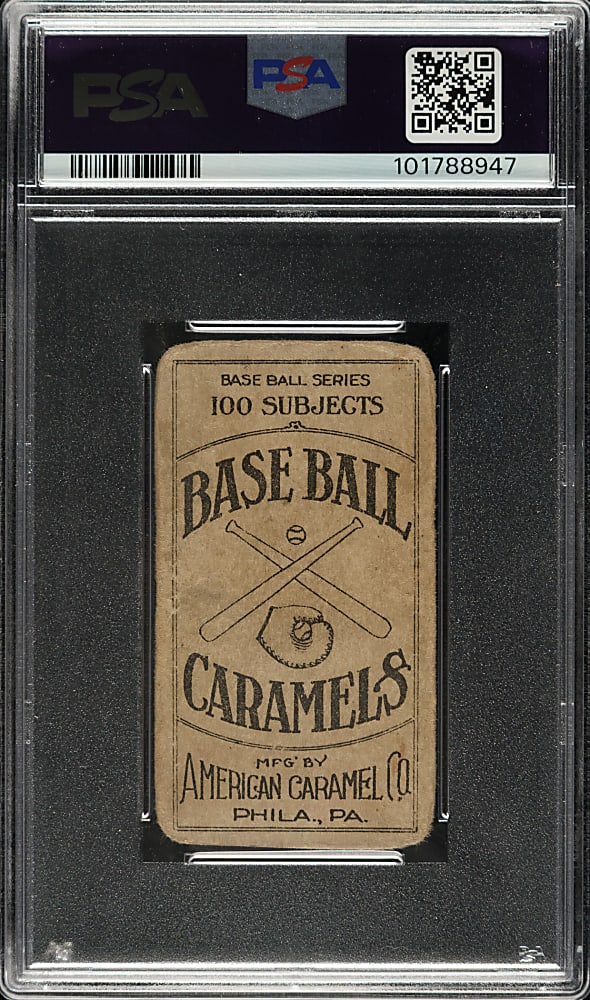 PSA
PSA
101788947
BASE BALL SERIES
100 SUBJECTS
BASE BALL
CARAMELS
MFG' BY
AMERICAN CARAMEL CO.
PHILA., PA.